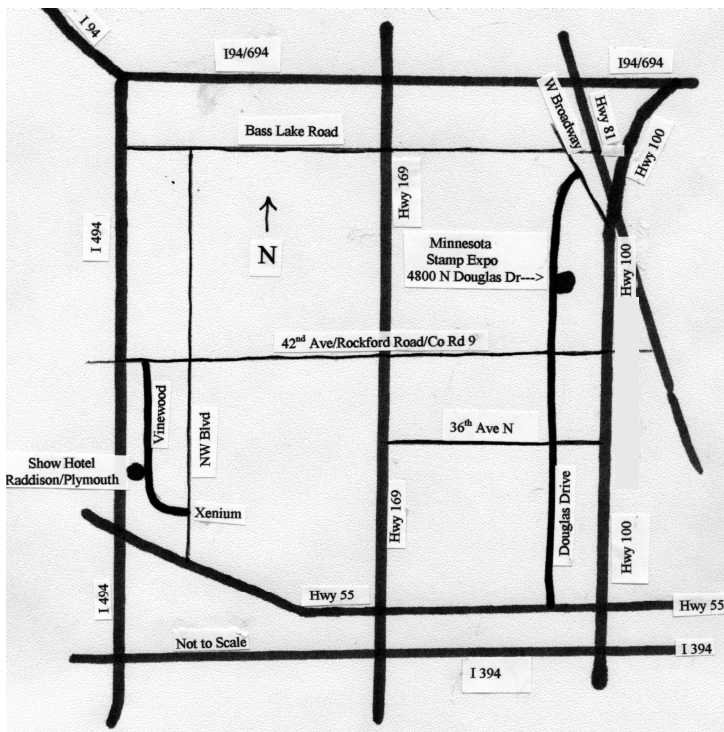 I 94
I94/694
I94/694
W Broadway
Hwy 81
Hwy 100
Bass Lake Road
Hwy 169
I 494
N
Minnesota
Stamp Expo
4800 N Douglas Dr--->
Hwy 100
42nd Ave/Rockford Road/Co Rd 9
Vinewood
NW Blvd
36th Ave N
Show Hotel
Raddison/Plymouth
Xenium
Hwy 169
Douglas Drive
Hwy 100
I 494
Hwy 55
Hwy 55
Not to Scale
I 394
I 394